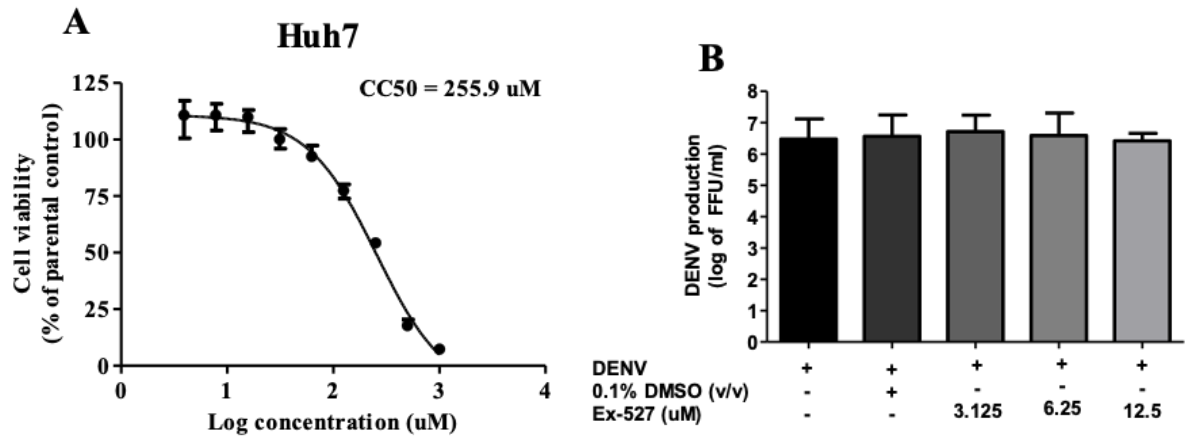 A
Huh7
CC50 = 255.9 uM
Cell viability
(% of parental control)
125
100
75
50
25
0
0 1 2 3 4
Log concentration (uM)
B
DENV production
(log of FFU/ml)
8
7
6
5
4
3
2
1
0
DENV + + + + +
0.1% DMSO (v/v) - + - - -
Ex-527 (uM) - - 3.125 6.25 12.5